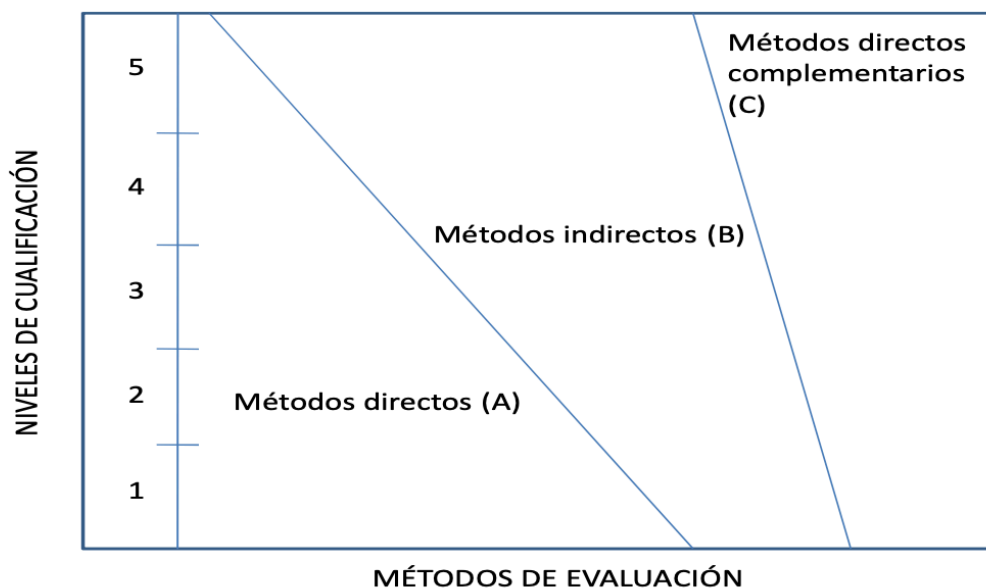 Métodos directos
complementarios
(C)
5
4
Métodos indirectos (B)
3
2
Métodos directos (A)
1
NIVELES DE CUALIFICACIÓN
MÉTODOS DE EVALUACIÓN